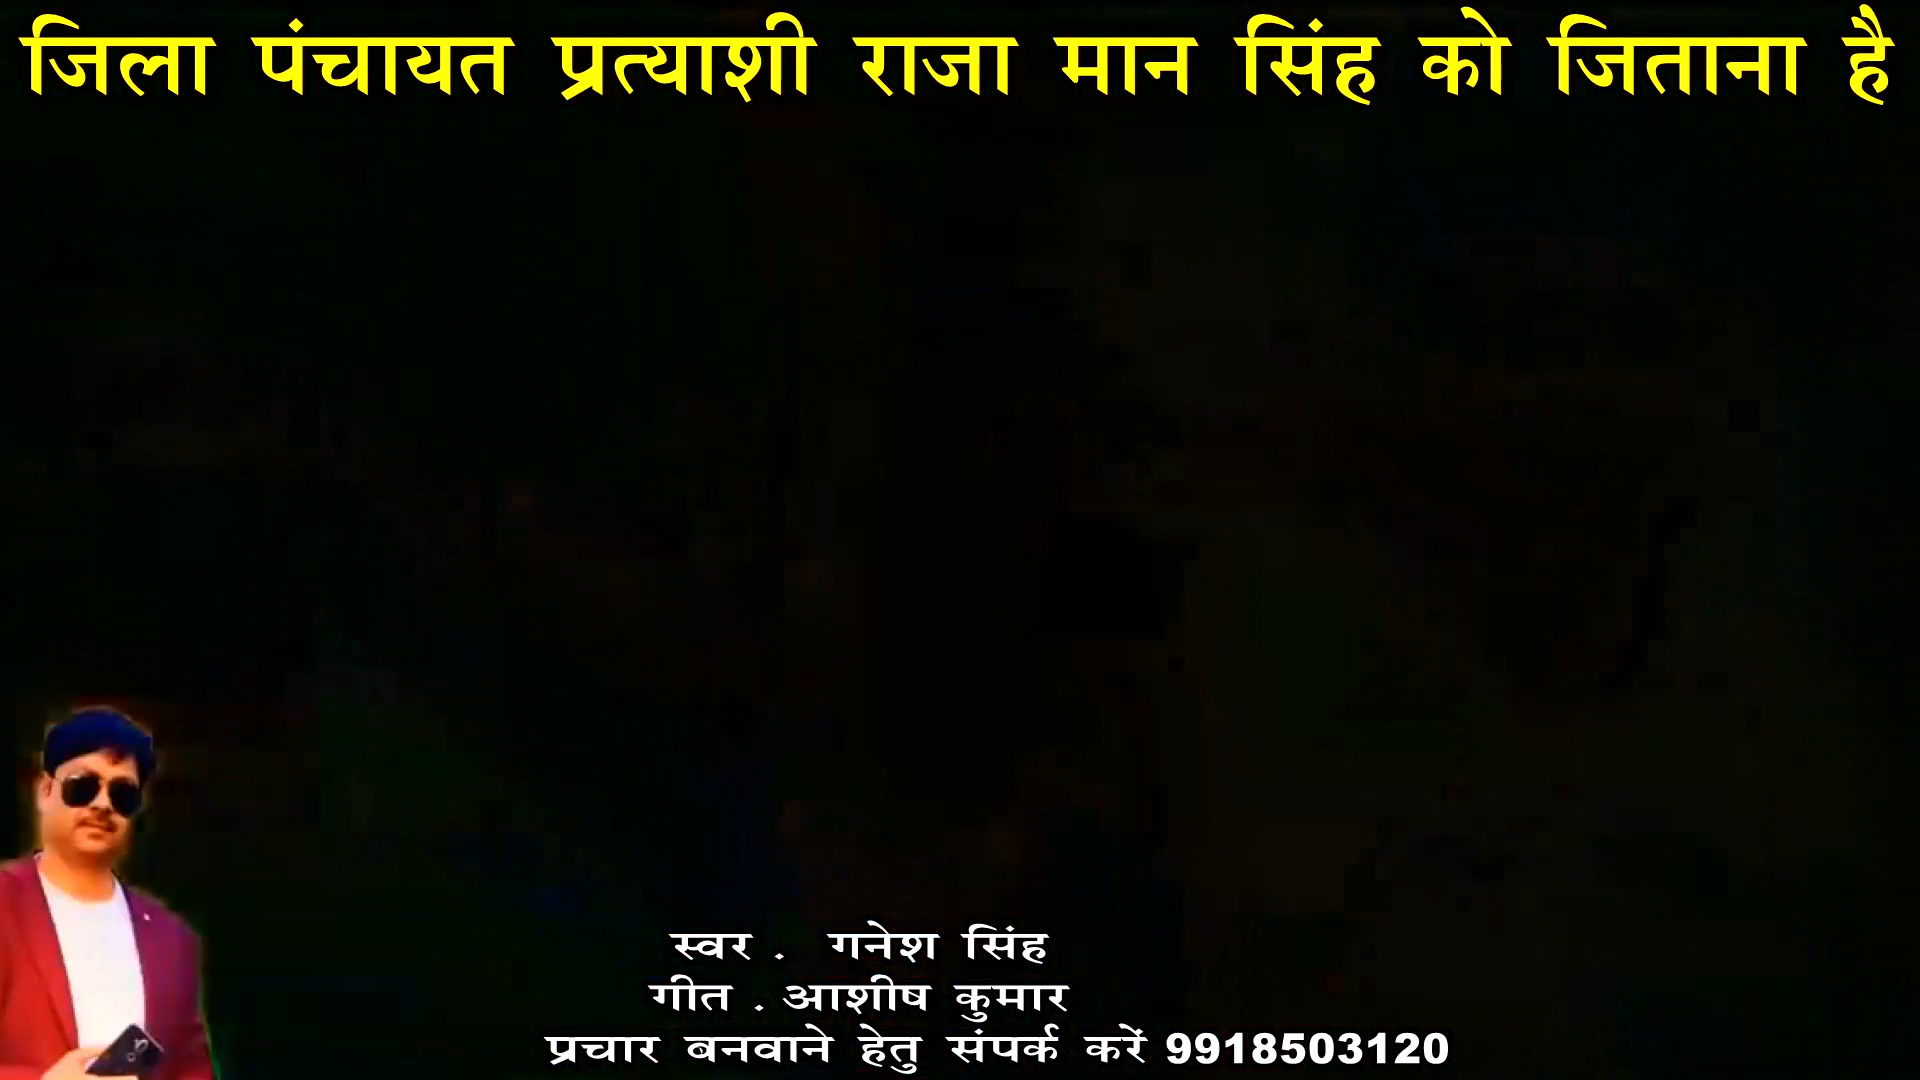 जिला पंचायत प्रत्याशी राजा मान सिंह को जिताना है
स्वर . गनेश सिंह
गीत . आशीष कुमार
प्रचार बनवाने हेतु संपर्क करें 9918503120